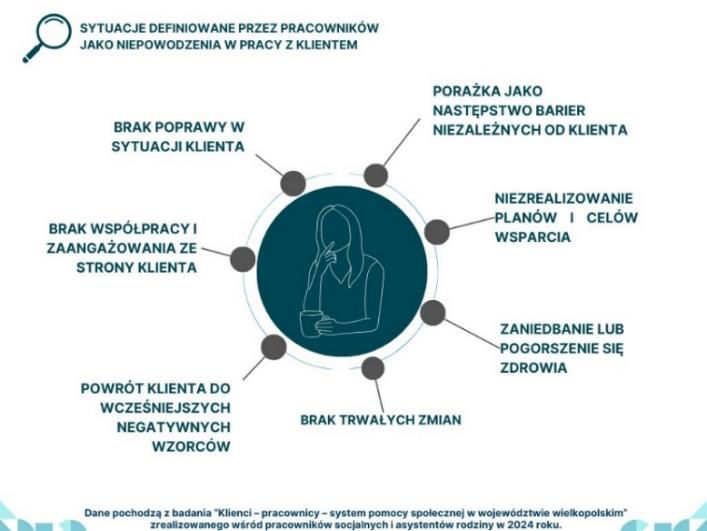 SYTUACJE DEFINIOWANE PRZEZ PRACOWNIKÓW
JAKO NIEPOWODZENIA W PRACY Z KLIENTEM
PORAŻKA JAKO
NASTĘPSTWO BARIER
NIEZALEŻNYCH OD KLIENTA
BRAK POPRAWY W
SYTUACJI KLIENTA
NIEZREALIZOWANIE
PLANÓW I CELÓW
WSPARCIA
BRAK WSPÓŁPRACY I
ZAANGAŻOWANIA ZE
STRONY KLIENTA
ZANIEDBANIE LUB
POGORSZENIE SIĘ
ZDROWIA
POWRÓT KLIENTA DO
WCZEŚNIEJSZYCH
NEGATYWNYCH
WZORCÓW
BRAK TRWAŁYCH ZMIAN
Dane pochodzą z badania "Klienci – pracownicy – system pomocy społecznej w województwie wielkopolskim"
zrealizowanego wśród pracowników socjalnych i asystentów rodziny w 2024 roku.